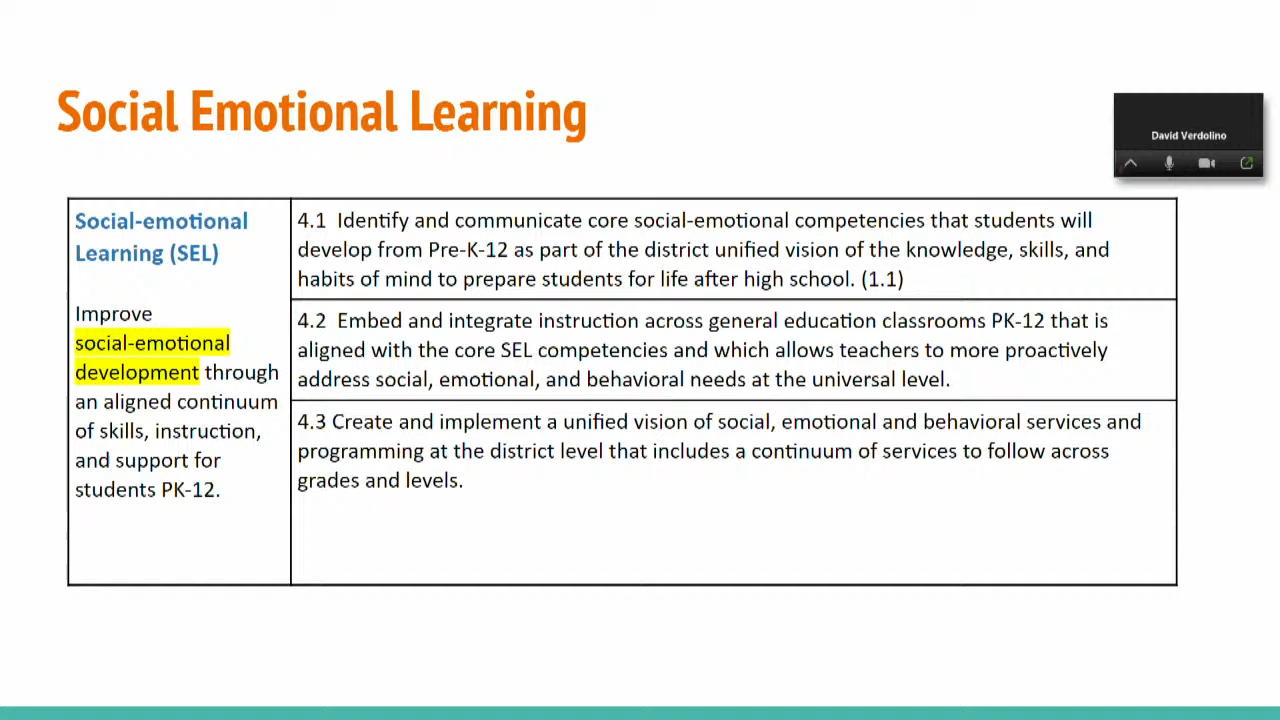 Social Emotional Learning
David Verdolino
Social-emotional
Learning (SEL)
Improve
social-emotional
development through
an aligned continuum
of skills, instruction,
and support for
students PK-12.
4.1  Identify and communicate core social-emotional competencies that students will
develop from Pre-K-12 as part of the district unified vision of the knowledge, skills, and
habits of mind to prepare students for life after high school. (1.1)
4.2  Embed and integrate instruction across general education classrooms PK-12 that is
aligned with the core SEL competencies and which allows teachers to more proactively
address social, emotional, and behavioral needs at the universal level.
4.3 Create and implement a unified vision of social, emotional and behavioral services and
programming at the district level that includes a continuum of services to follow across
grades and levels.